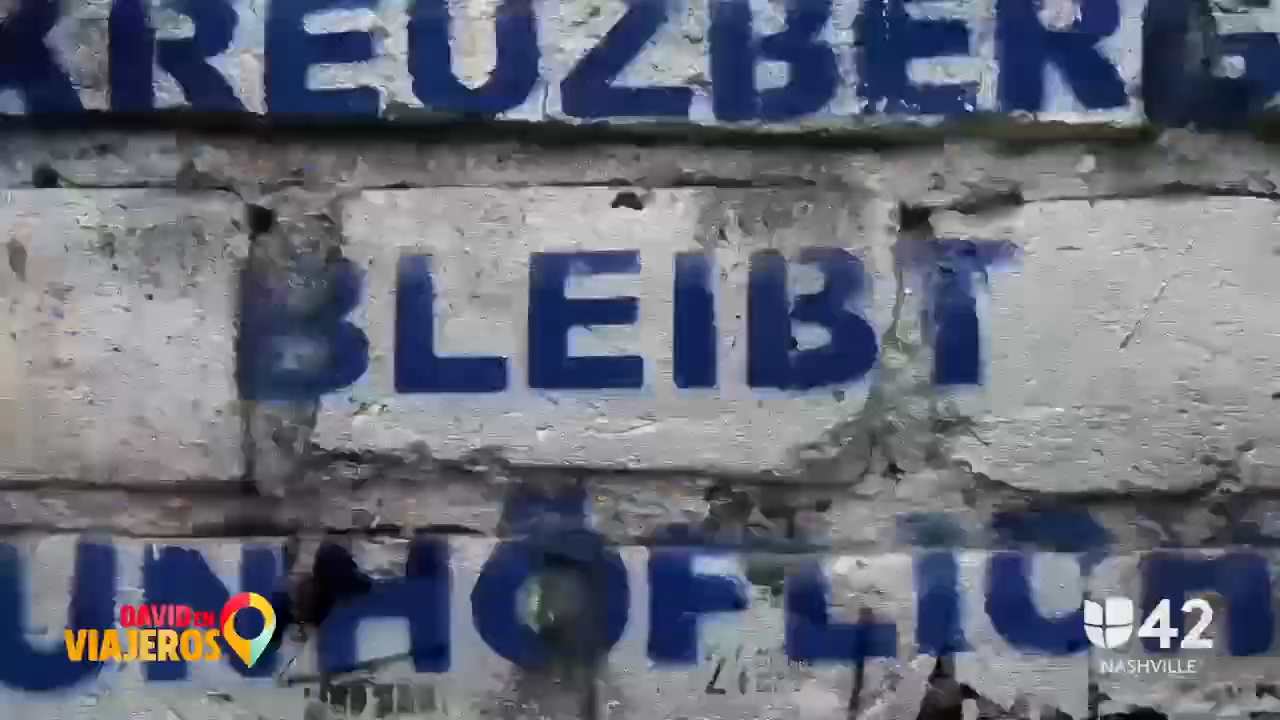 KREUZBERG
BLEIBT
UNHÖFLICH
DAVID EN
VIAJEROS
42
NASHVILLE